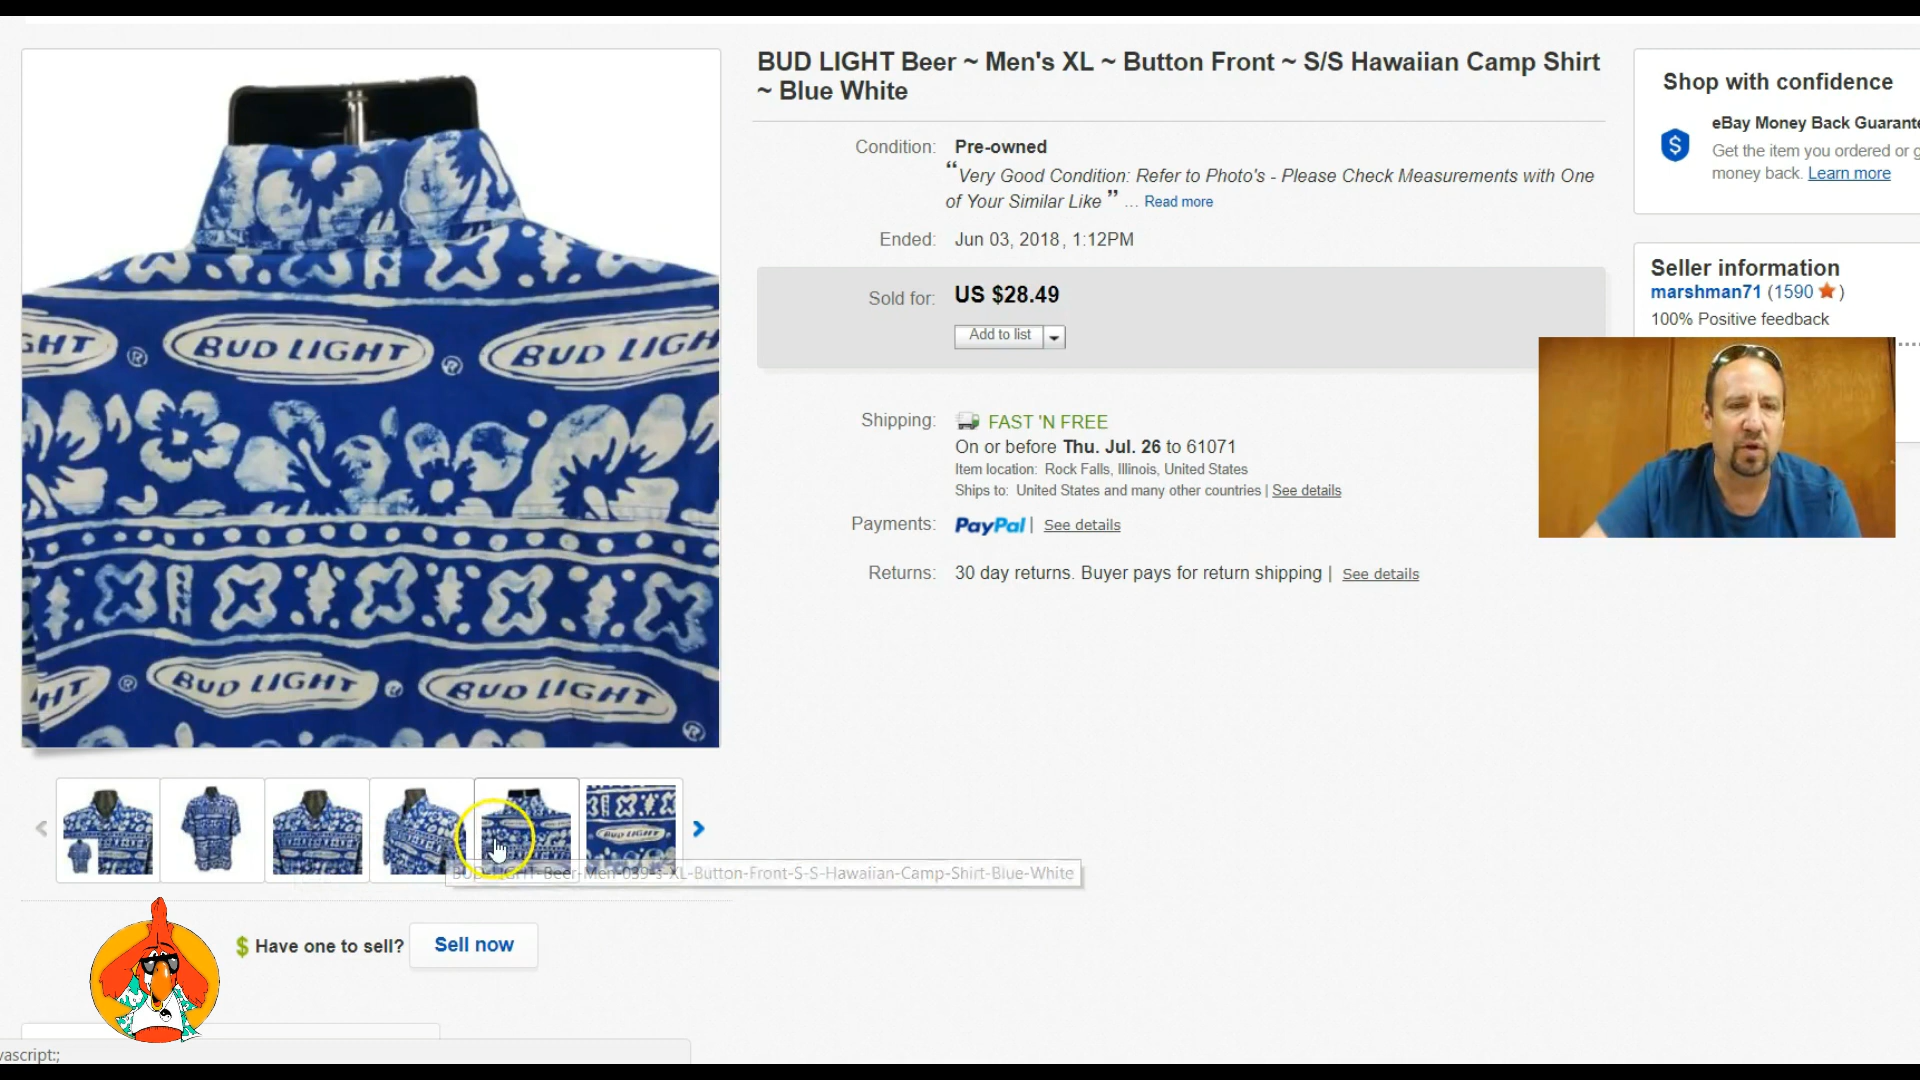 BUD LIGHT Beer ~ Men's XL ~ Button Front ~ S/S Hawaiian Camp Shirt
~ Blue White
Condition: Pre-owned
“Very Good Condition: Refer to Photo's - Please Check Measurements with One
of Your Similar Like ” ... Read more
Ended: Jun 03, 2018 , 1:12PM
Sold for: US $28.49
Add to list
Shipping: FAST 'N FREE
On or before Thu. Jul. 26 to 61071
Item location: Rock Falls, Illinois, United States
Ships to: United States and many other countries | See details
Payments: PayPal | See details
Returns: 30 day returns. Buyer pays for return shipping | See details
Shop with confidence
eBay Money Back Guarante
Get the item you ordered or g
money back. Learn more
Seller information
marshman71 (1590 )
100% Positive feedback
GHT ® BUD LIGHT ® BUD LIGH
HT ® BUD LIGHT ® BUD LIGHT ®
BUD LIGHT
BUD-LIGHT-Beer-Men-039-s-XL-Button-Front-S-S-Hawaiian-Camp-Shirt-Blue-White
$ Have one to sell? Sell now
vascript:;